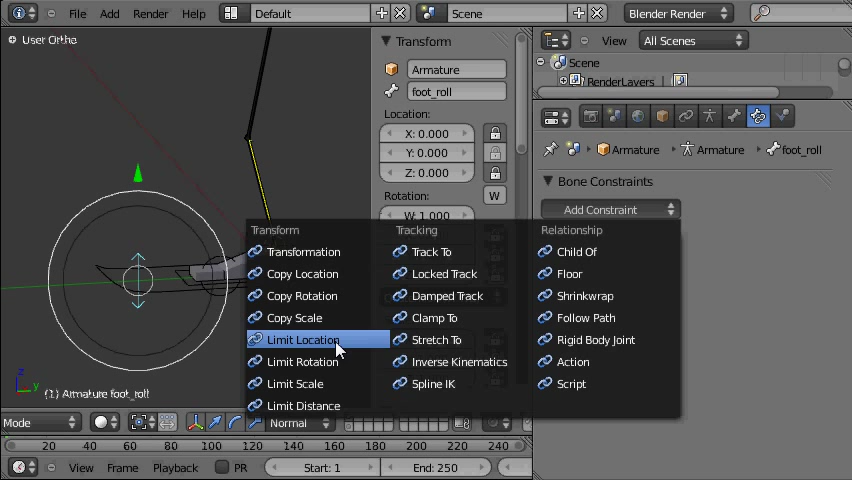 File Add Render Help Default Scene Blender Render
User Ortho
Transform
Armature
foot_roll
Location:
X: 0.000
Y: 0.000
Z: 0.000
Rotation: W
W: 1.000
View All Scenes
Scene
RenderLayers
Armature Armature foot_roll
Bone Constraints
Add Constraint
Transform
Transformation
Copy Location
Copy Rotation
Copy Scale
Limit Location
Limit Rotation
Limit Scale
Limit Distance
Tracking
Track To
Locked Track
Damped Track
Clamp To
Stretch To
Inverse Kinematics
Spline IK
Relationship
Child Of
Floor
Shrinkwrap
Follow Path
Rigid Body Joint
Action
Script
z
y
(1) Armature foot_roll
Mode Normal
20 40 60 80 100 120 140 160 180 200 220 240
View Frame Playback PR Start: 1 End: 250